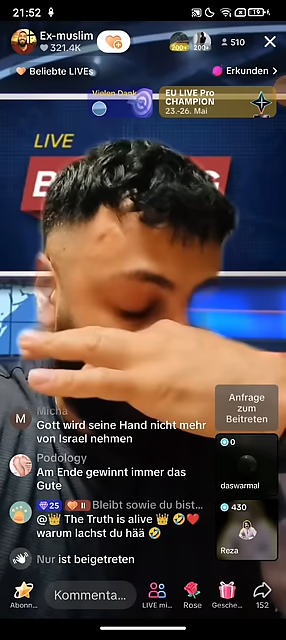 21:52
19
Ex-muslim
321.4K
200+
200+
510
Beliebte LIVEs
Erkunden >
Vielen Dank
EU LIVE Pro
CHAMPION
23.-26. Mai
LIVE
Anfrage
zum
Beitreten
M
Micha
Gott wird seine Hand nicht mehr
von Israel nehmen
0
daswarmal
Podology
Am Ende gewinnt immer das
Gute
25
II
Bleibt sowie du bist...
@👑 The Truth is alive 👑 🤣❤️
warum lachst du hää 🤣
430
Reza
Nur ist beigetreten
Abonn...
Kommenta...
LIVE mi...
Rose
Gesche...
152